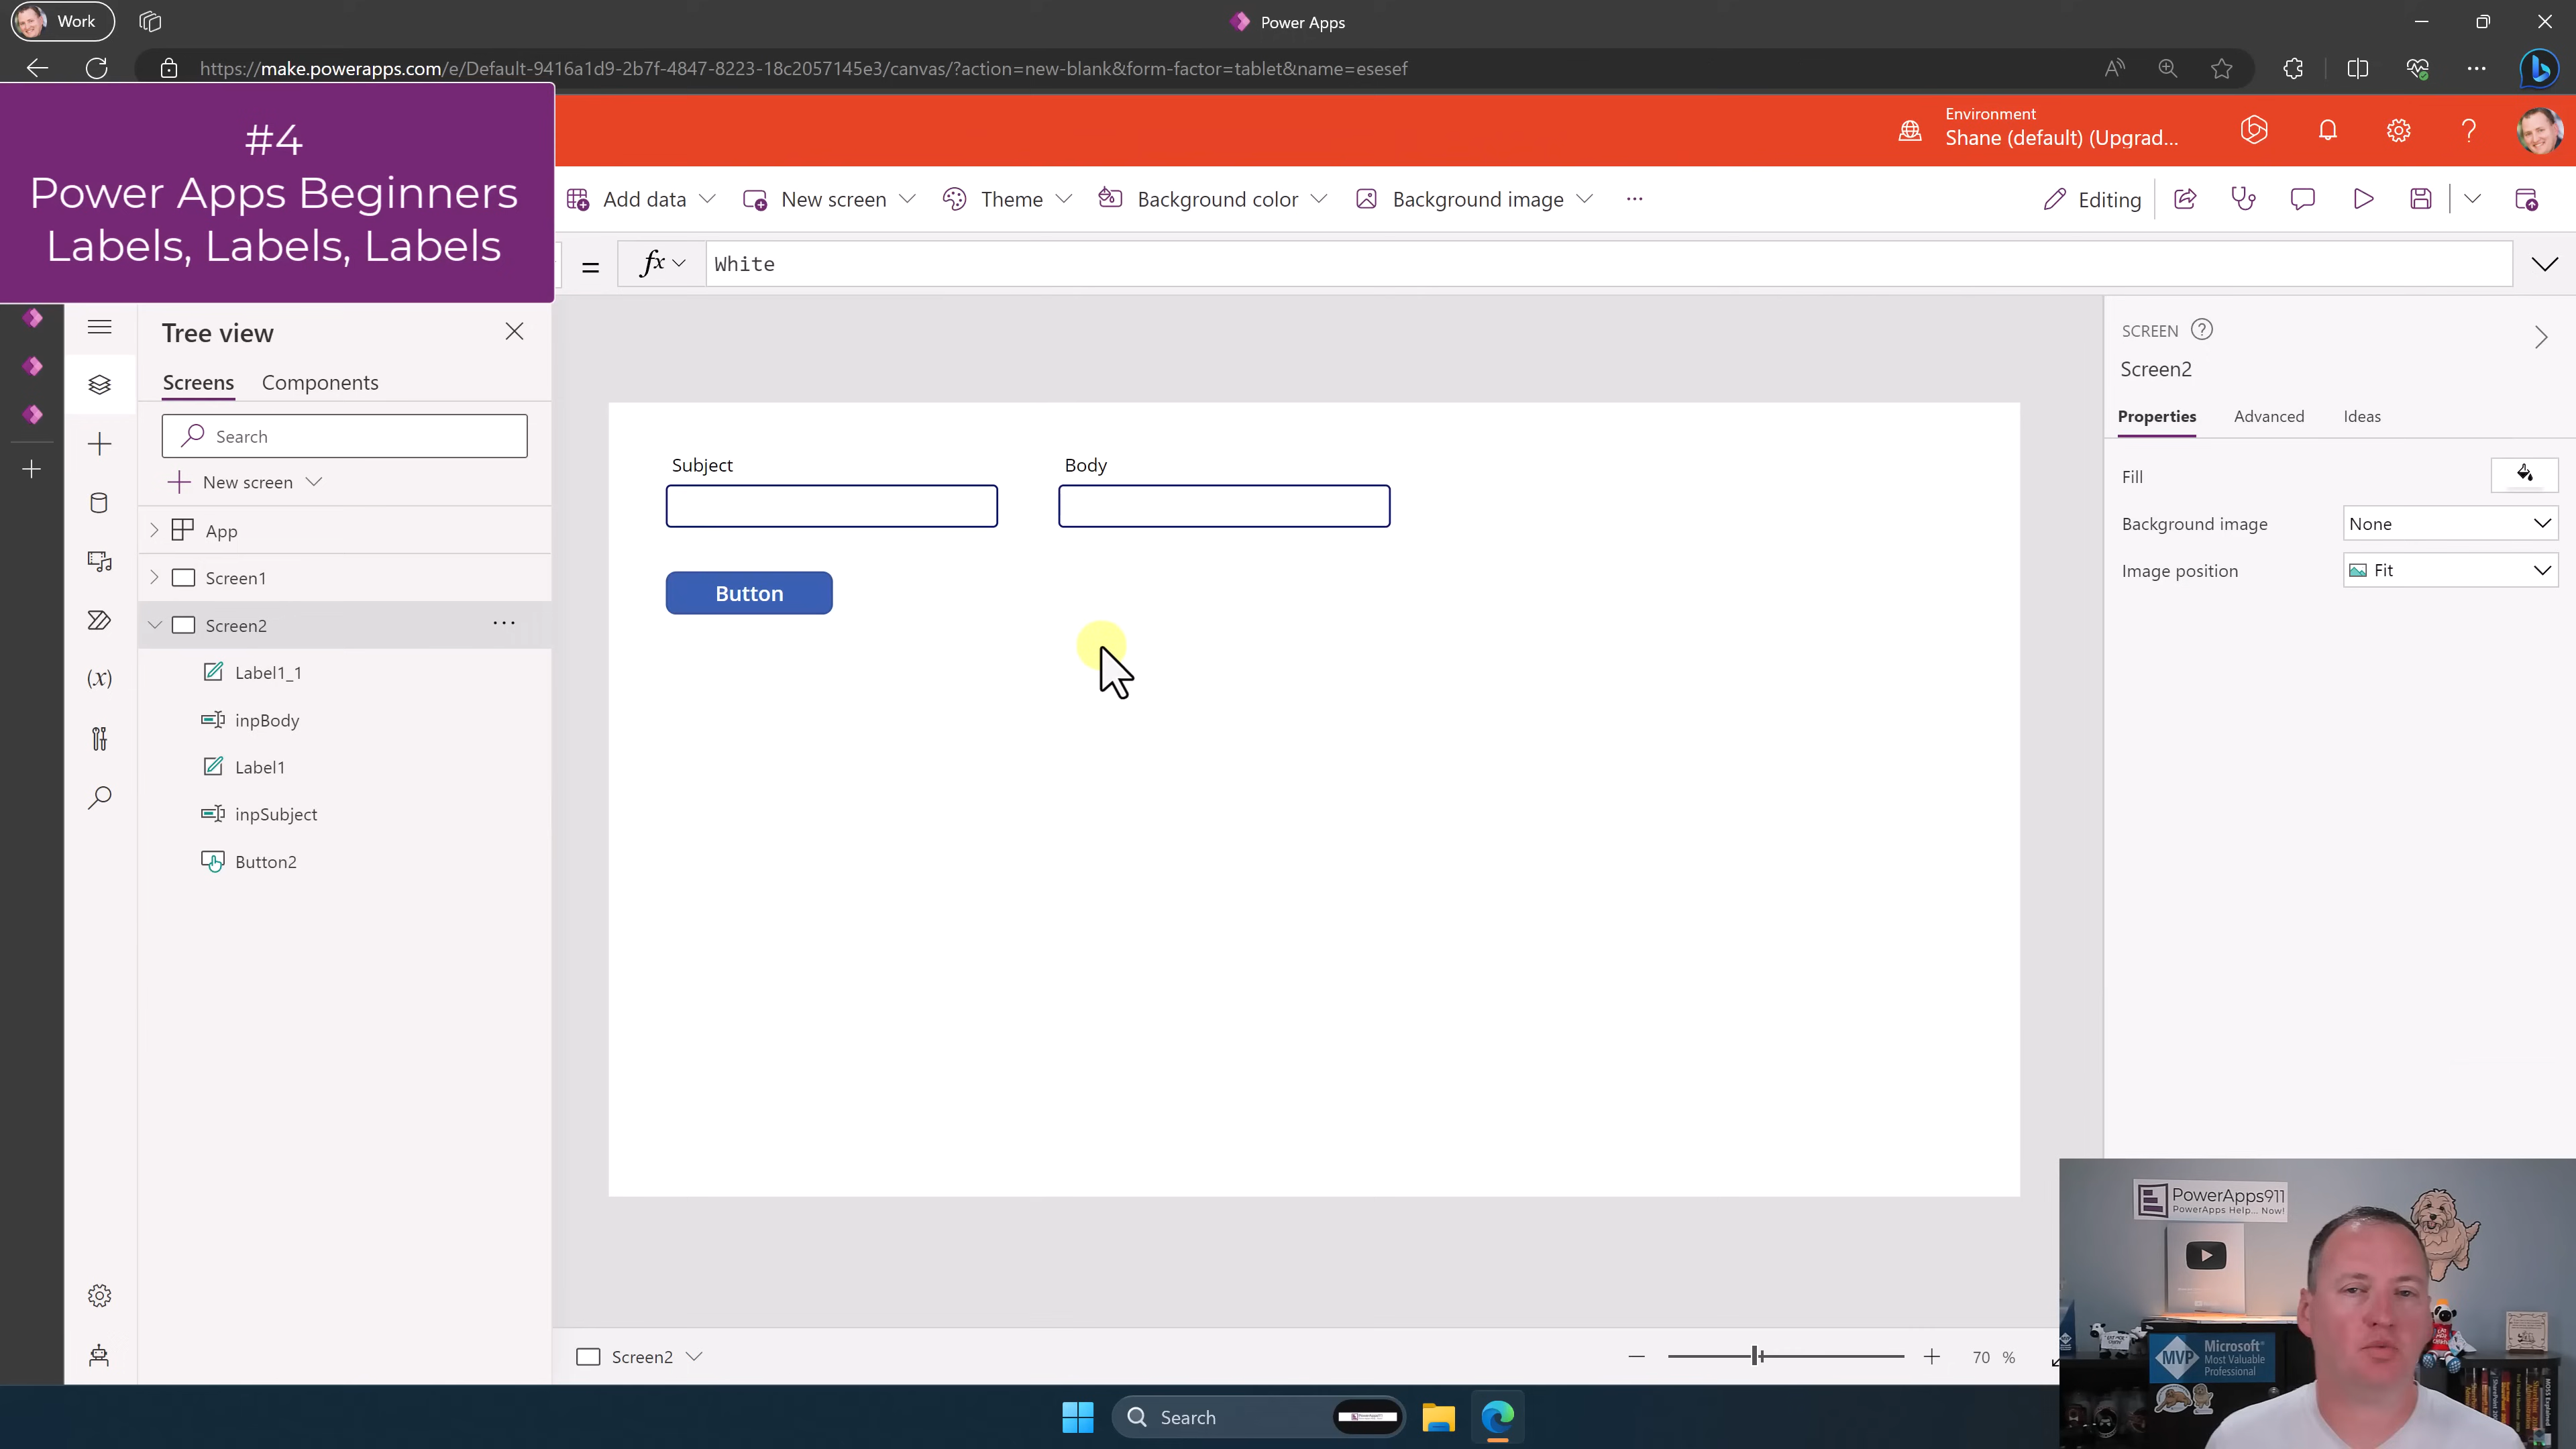 Work
Power Apps
https://make.powerapps.com/e/Default-9416a1d9-2b7f-4847-8223-18c2057145e3/canvas/?action=new-blank&form-factor=tablet&name=esesef
#4
Power Apps Beginners
Labels, Labels, Labels
Environment
Shane (default) (Upgrad...
Add data
New screen
Theme
Background color
Background image
Editing
= fx White
Tree view
Screens Components
Search
New screen
App
Screen1
Screen2
Label1_1
inpBody
Label1
inpSubject
Button2
Subject
Body
Button
SCREEN
Screen2
Properties Advanced Ideas
Fill
Background image None
Image position Fit
Screen2
70 %
Search
PowerApps911
PowerApps Help... Now!
MVP
Microsoft
Most Valuable
Professional